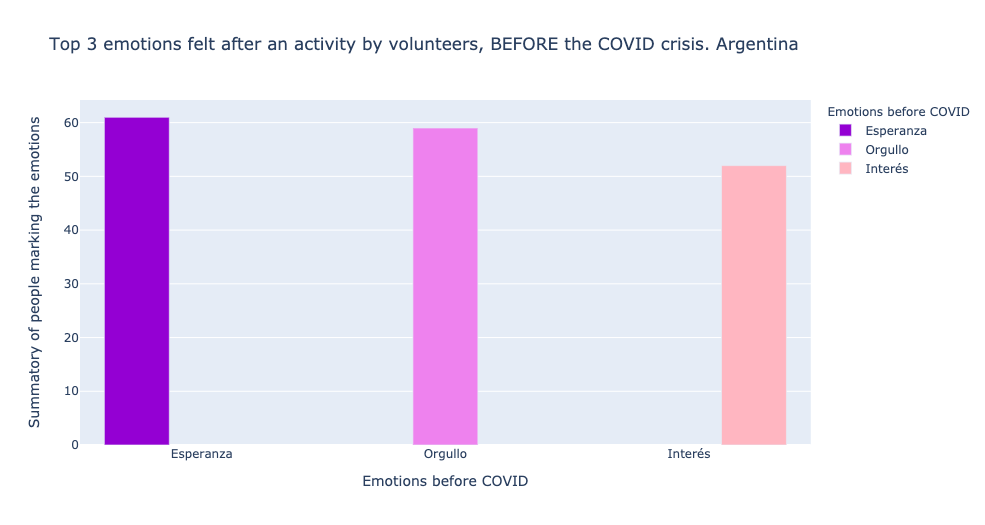 Top 3 emotions felt after an activity by volunteers, BEFORE the COVID crisis. Argentina
Summatory of people marking the emotions
60
50
40
30
20
10
0
Esperanza
Orgullo
Interés
Emotions before COVID
Emotions before COVID
Esperanza
Orgullo
Interés